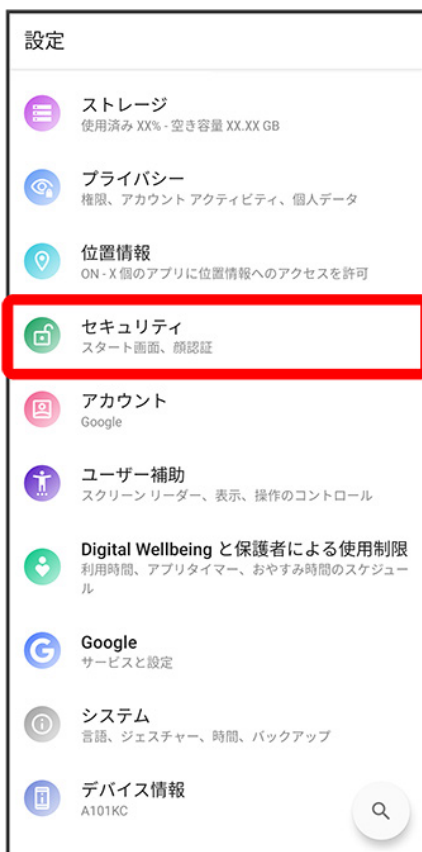 設定
ストレージ
使用済み XX% - 空き容量 XX.XX GB
プライバシー
権限、アカウント アクティビティ、個人データ
位置情報
ON - X 個のアプリに位置情報へのアクセスを許可
セキュリティ
スタート画面、顔認証
アカウント
Google
ユーザー補助
スクリーン リーダー、表示、操作のコントロール
Digital Wellbeing と保護者による使用制限
利用時間、アプリタイマー、おやすみ時間のスケジュー
ル
Google
サービスと設定
システム
言語、ジェスチャー、時間、バックアップ
デバイス情報
A101KC